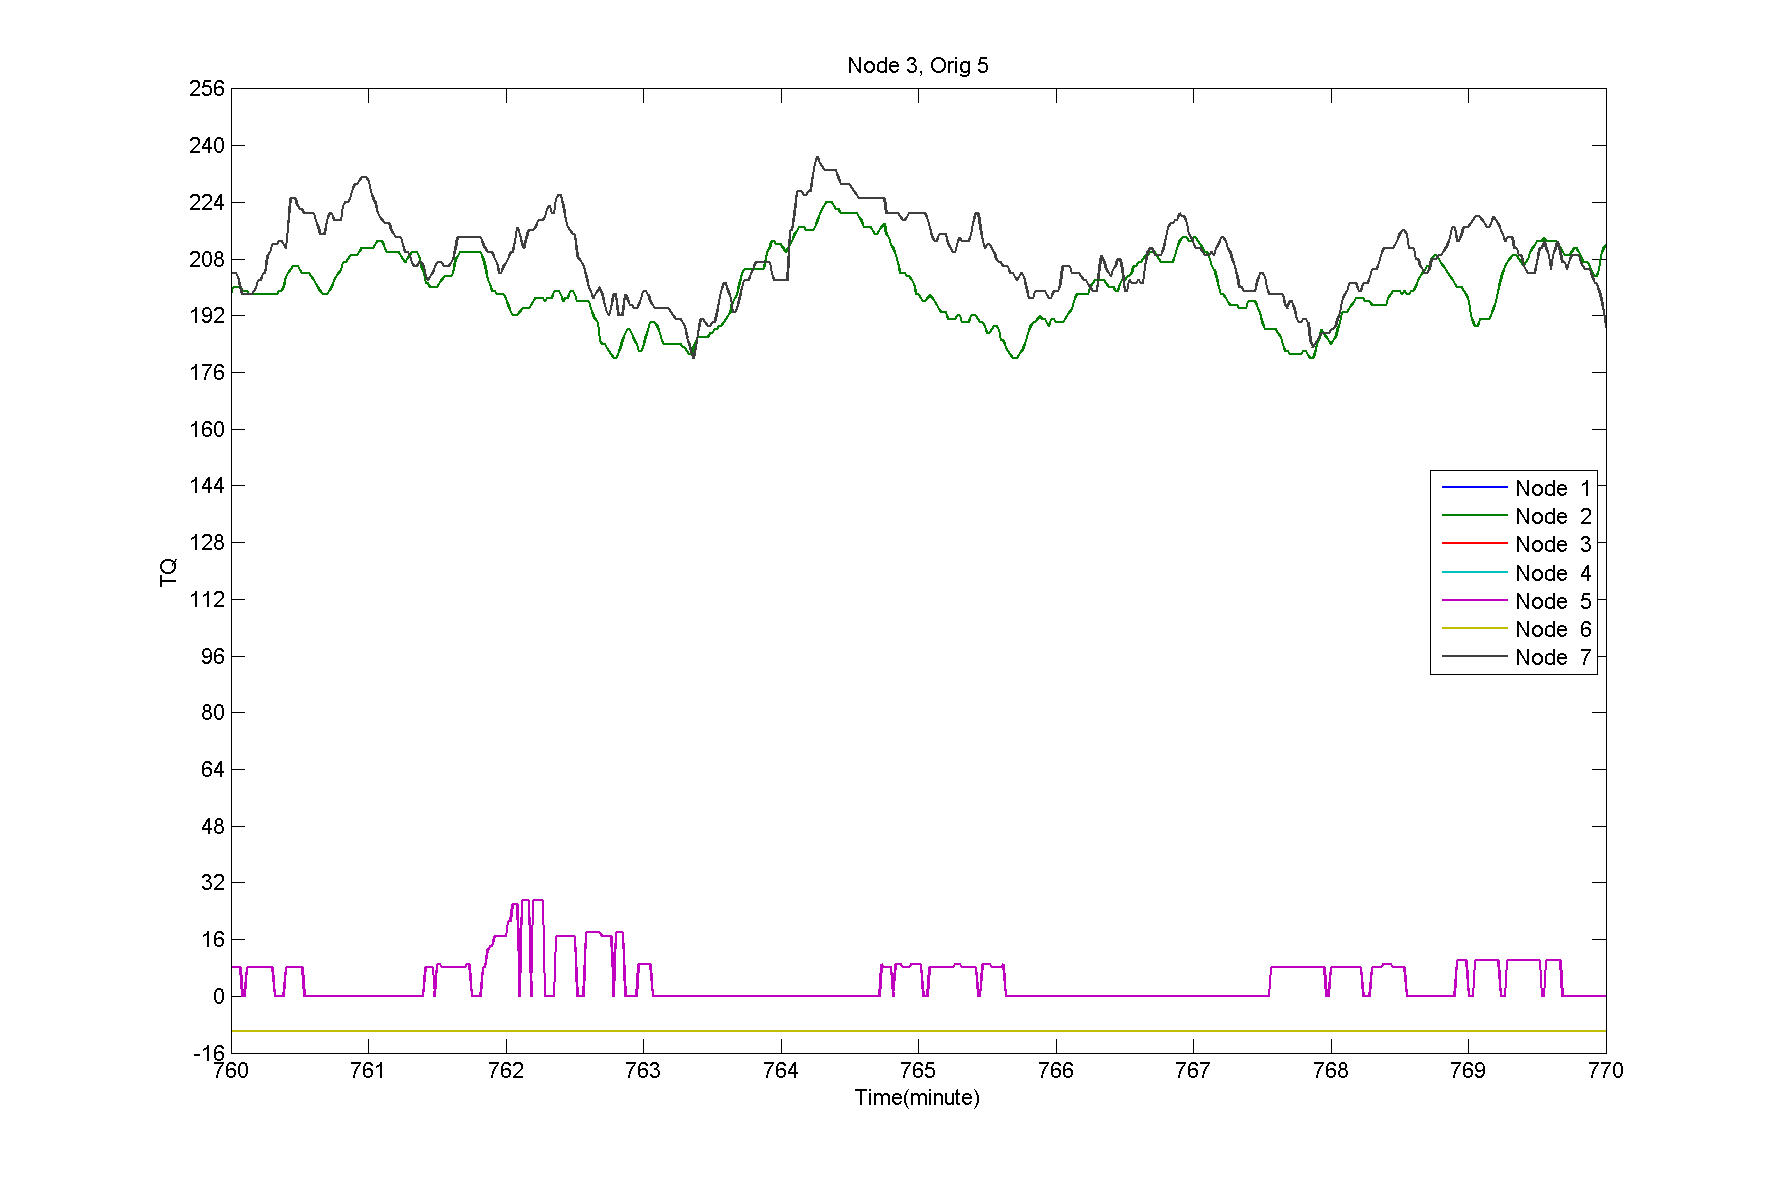 Node 3, Orig 5
256
240
224
208
192
176
160
144
128
112
96
80
64
48
32
16
0
-16
TQ
Node 1
Node 2
Node 3
Node 4
Node 5
Node 6
Node 7
760 761 762 763 764 765 766 767 768 769 770
Time(minute)